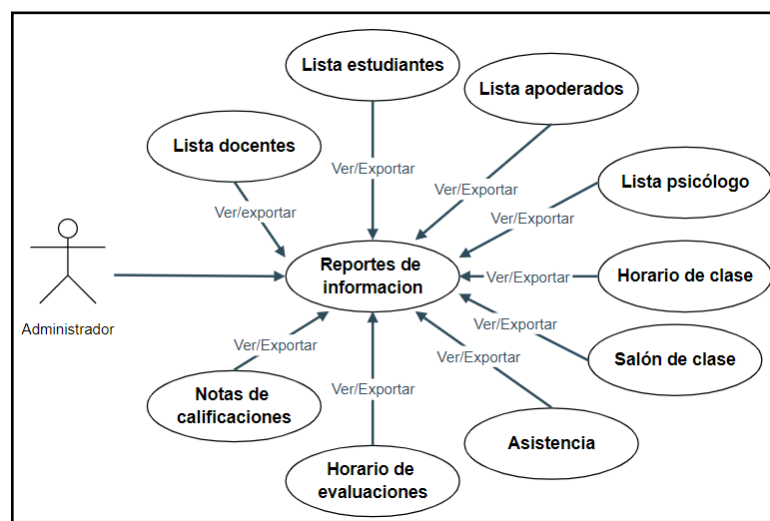 Lista estudiantes
Lista apoderados
Lista docentes
Ver/Exportar
Lista psicólogo
Ver/Exportar
Ver/exportar
Ver/Exportar
Reportes de
informacion
Ver/Exportar
Horario de clase
Administrador
Ver/Exportar
Ver/Exportar
Ver/Exportar
Salón de clase
Notas de
calificaciones
Ver/Exportar
Asistencia
Horario de
evaluaciones